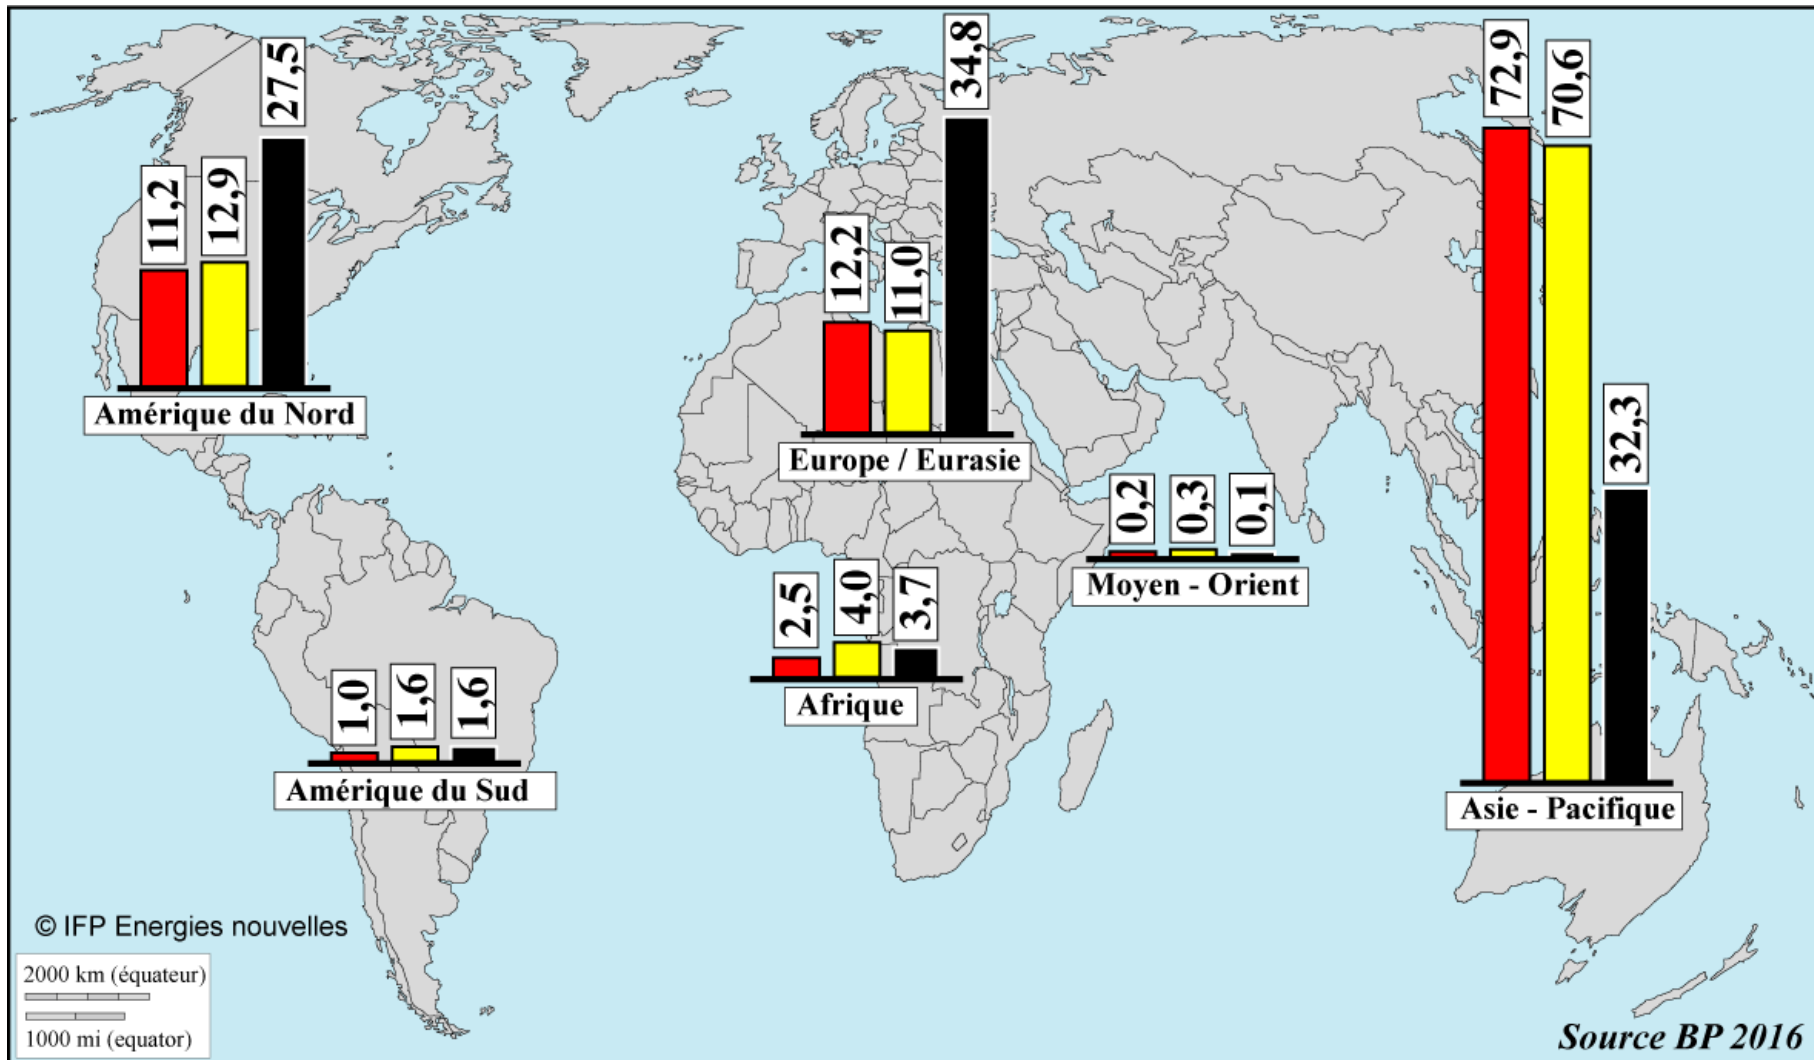 11,2
12,9
27,5
Amérique du Nord
12,2
11,0
34,8
Europe / Eurasie
72,9
70,6
32,3
Asie - Pacifique
0,2
0,3
0,1
Moyen - Orient
2,5
4,0
3,7
Afrique
1,0
1,6
1,6
Amérique du Sud
© IFP Energies nouvelles
2000 km (équateur)
1000 mi (equator)
Source BP 2016